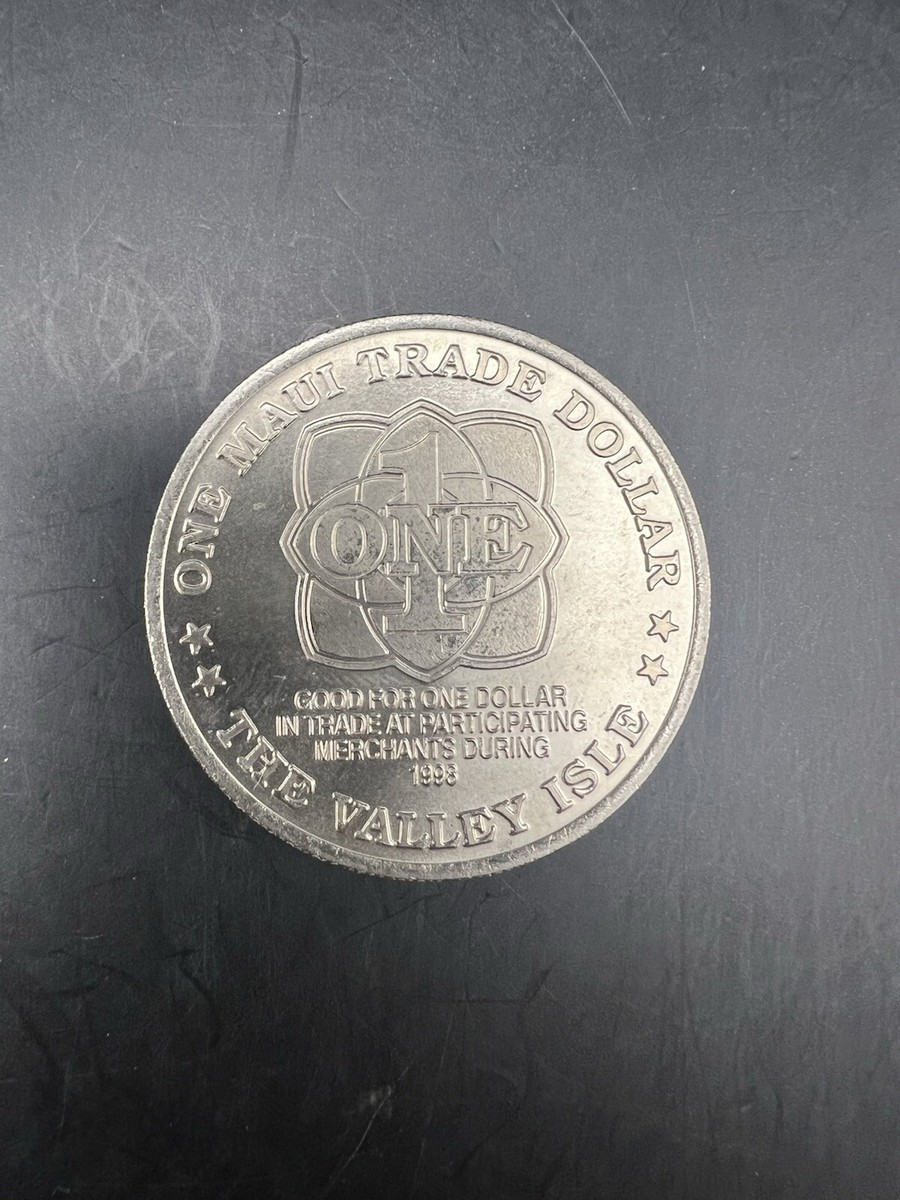 ONE MAUI TRADE DOLLAR
1
ONE
GOOD FOR ONE DOLLAR
IN TRADE AT PARTICIPATING
MERCHANTS DURING
1998
THE VALLEY ISLE